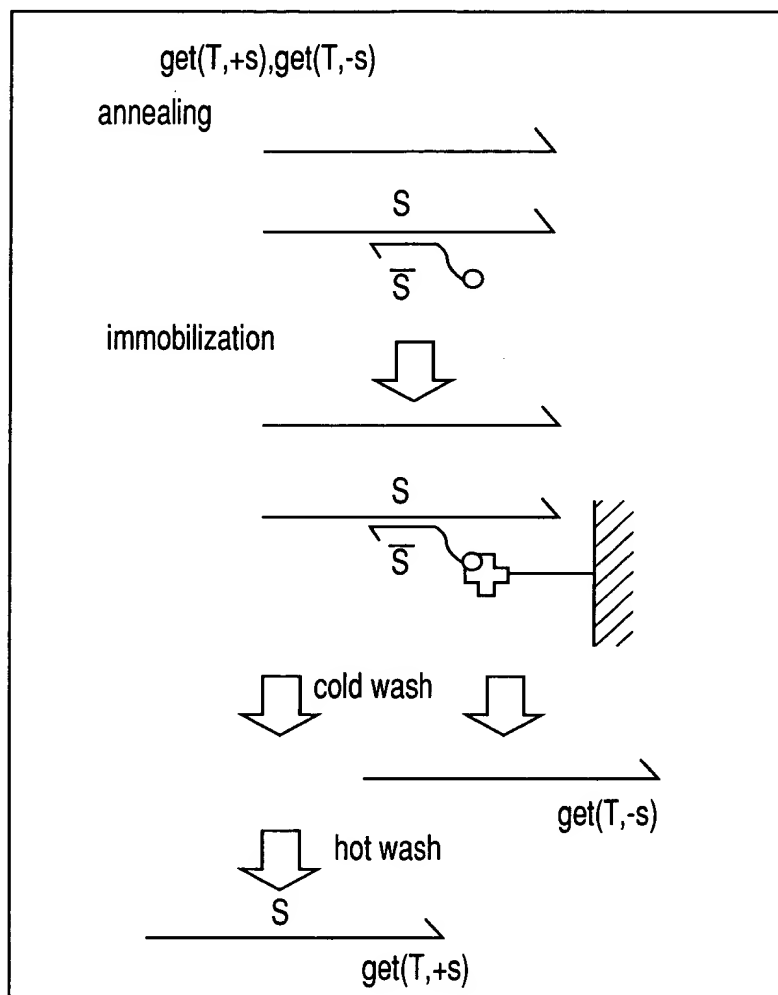 get(T,+s),get(T,-s)
annealing
S
S̅
immobilization
S
S̅
cold wash
get(T,-s)
hot wash
S
get(T,+s)